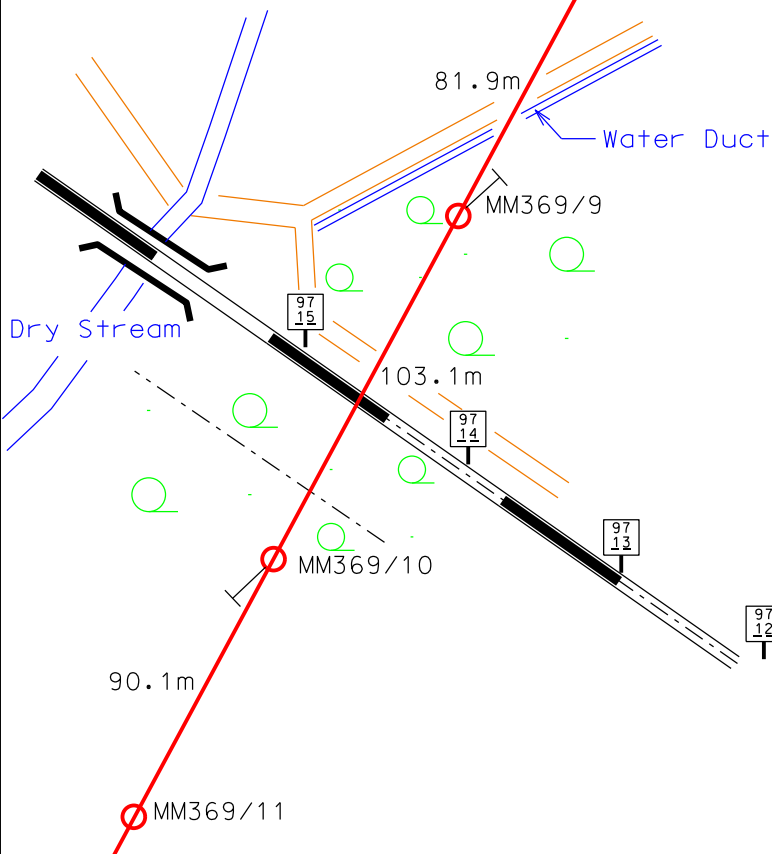 81.9m
Water Duct
MM369/9
97
15
Dry Stream
103.1m
97
14
97
13
MM369/10
97
12
90.1m
MM369/11